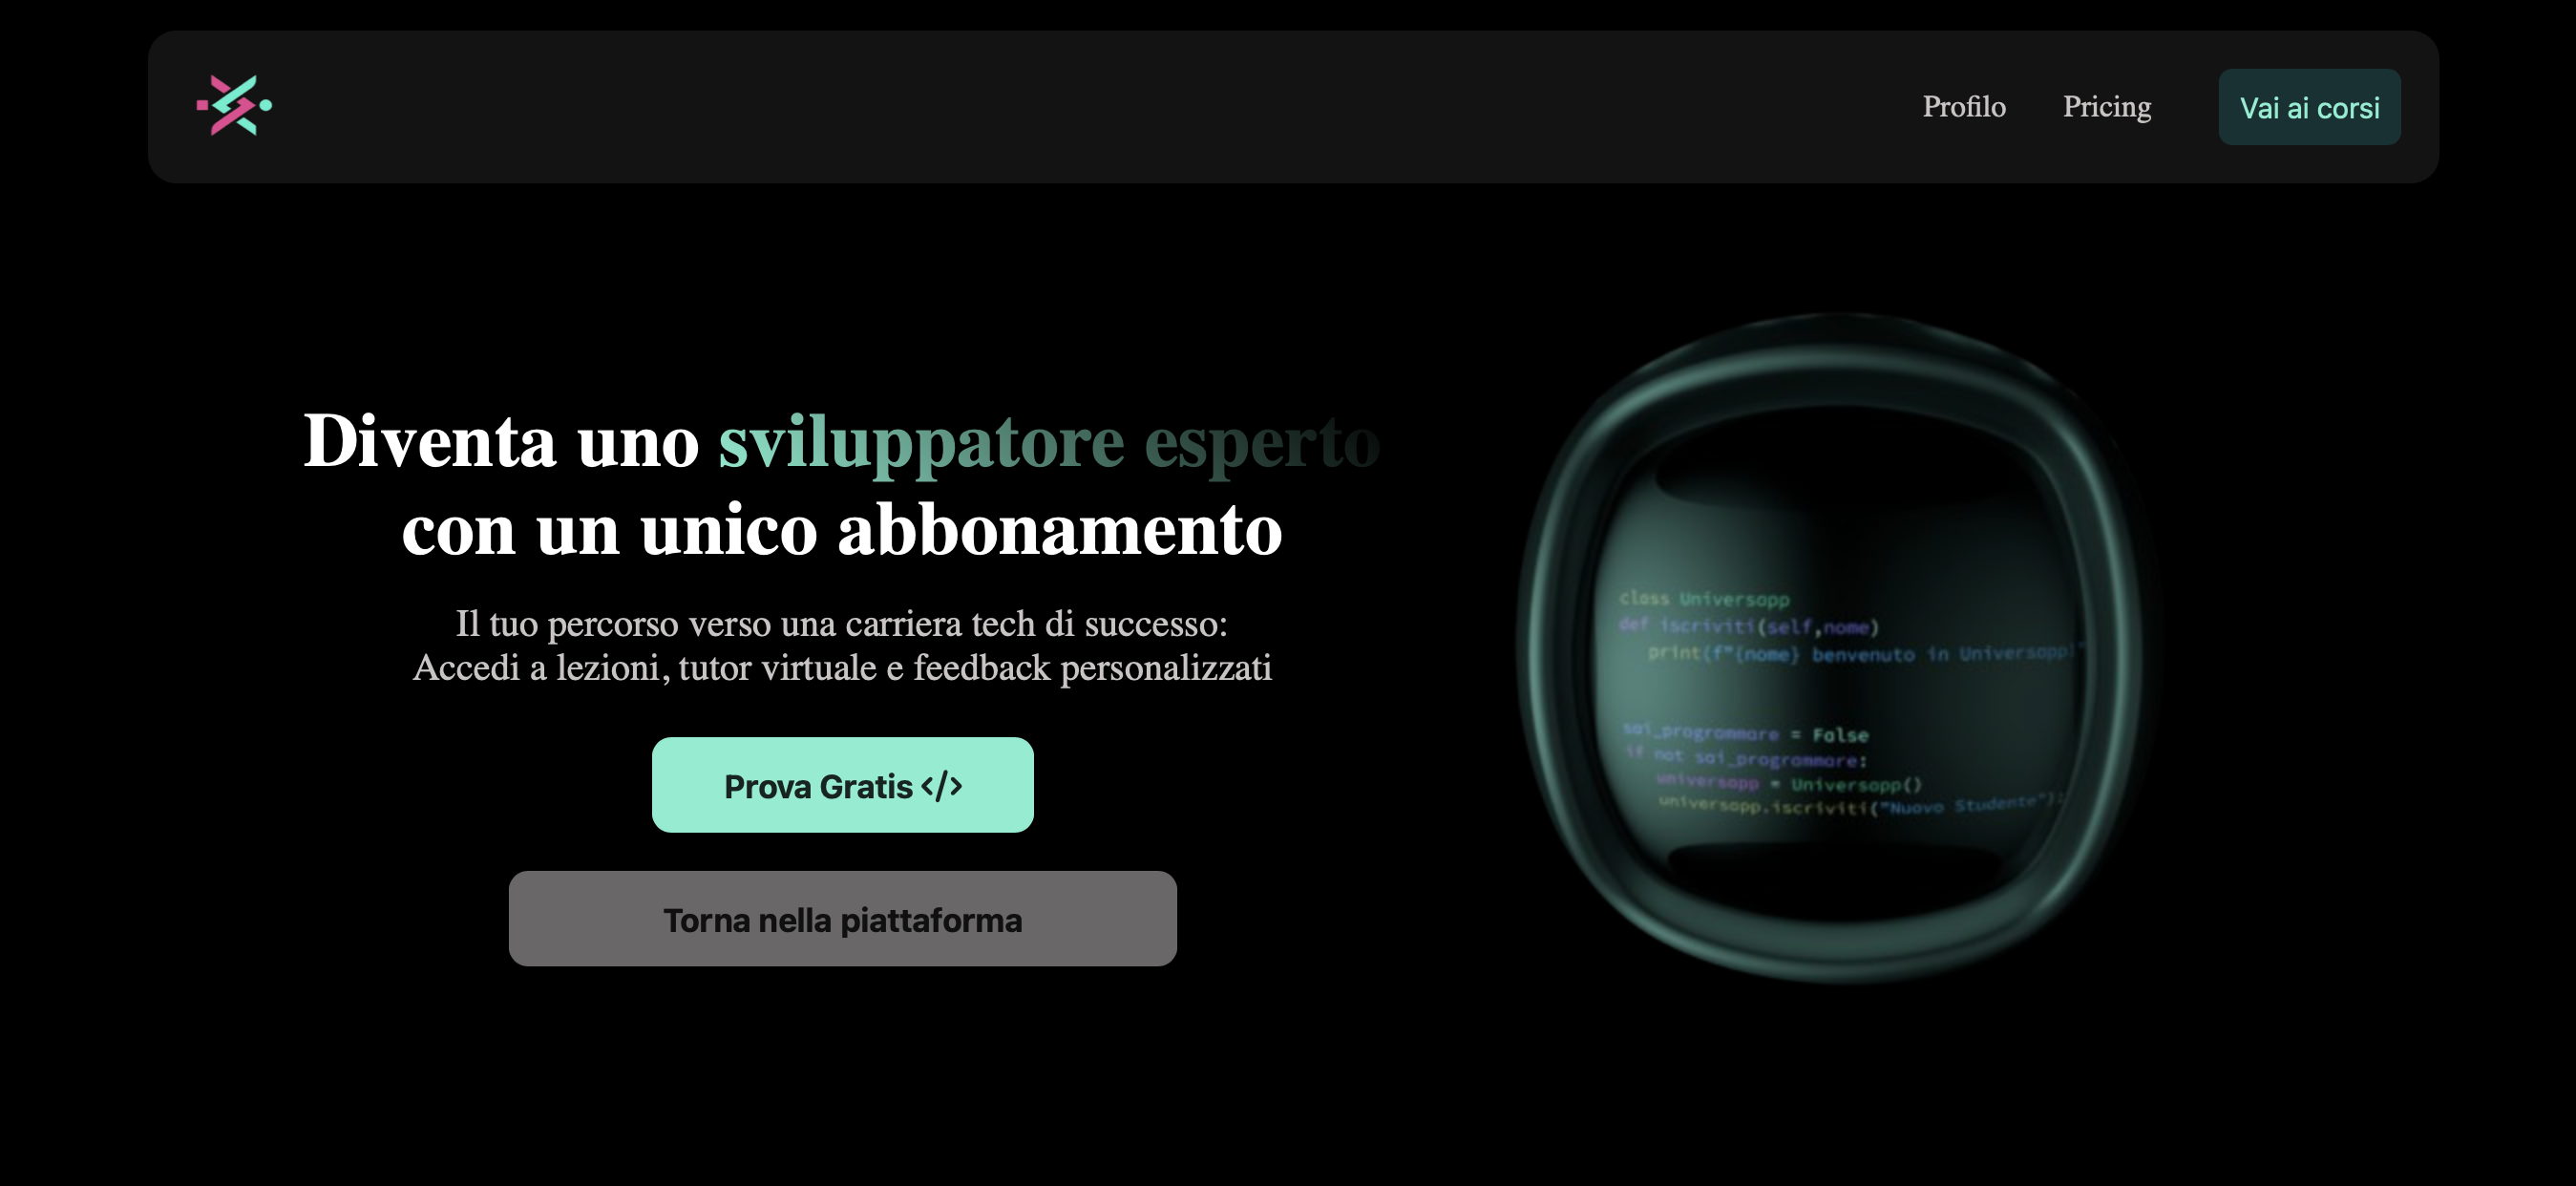 Profilo
Pricing
Vai ai corsi
Diventa uno sviluppatore esperto
con un unico abbonamento
Il tuo percorso verso una carriera tech di successo:
Accedi a lezioni, tutor virtuale e feedback personalizzati
Prova Gratis </>
Torna nella piattaforma
class Universapp
def iscriviti(self,nome)
print(f"{nome} benvenuto in Universapp!"
sai_programmare = False
if not sai_programmare:
universapp = Universapp()
universapp.iscriviti("Nuovo Studente");